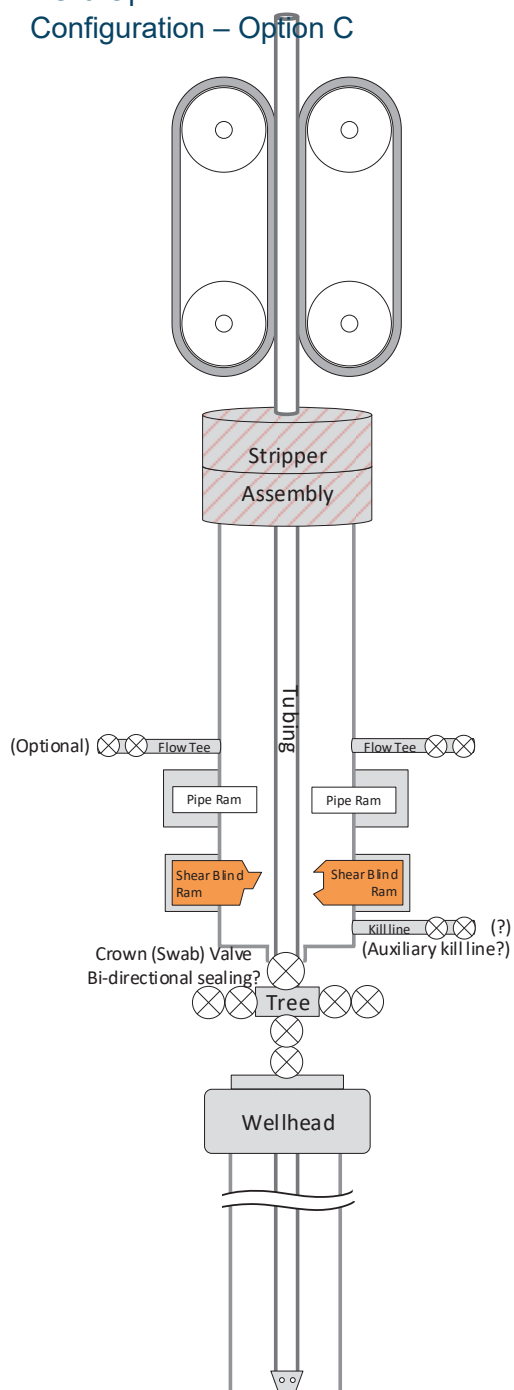 Configuration – Option C
Stripper
Assembly
Tubing
(Optional)
Flow Tee
Flow Tee
Pipe Ram
Pipe Ram
Shear Blind
Ram
Shear Blind
Ram
Kill line
(?)
(Auxiliary kill line?)
Crown (Swab) Valve
Bi-directional sealing?
Tree
Wellhead